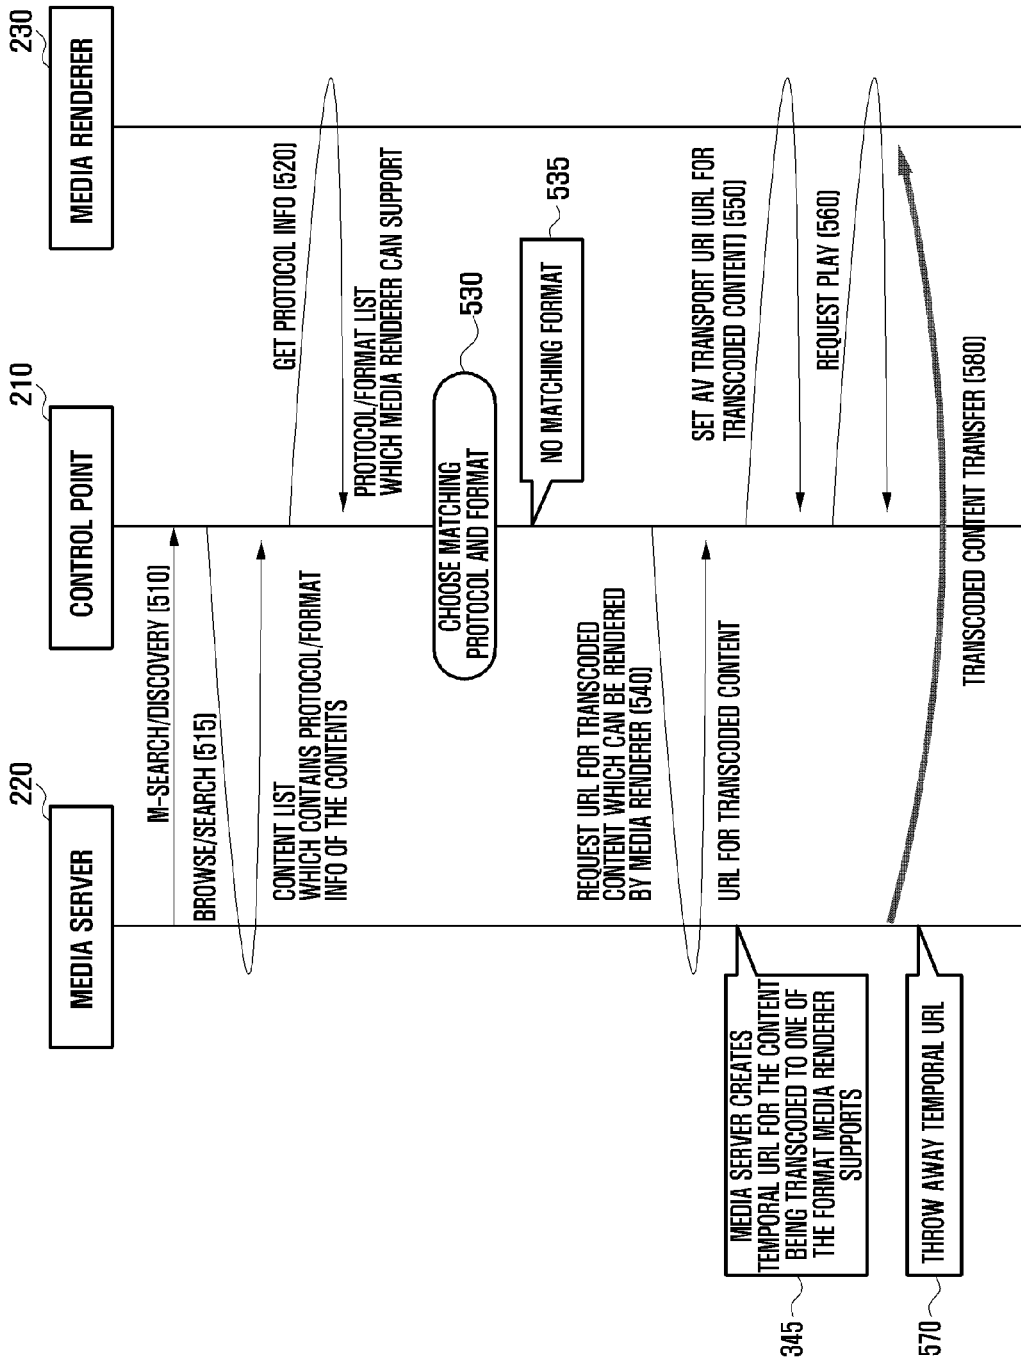 220
MEDIA SERVER
210
CONTROL POINT
230
MEDIA RENDERER
M-SEARCH/DISCOVERY (510)
BROWSE/SEARCH (515)
CONTENT LIST
WHICH CONTAINS PROTOCOL/FORMAT
INFO OF THE CONTENTS
GET PROTOCOL INFO (520)
PROTOCOL/FORMAT LIST
WHICH MEDIA RENDERER CAN SUPPORT
CHOOSE MATCHING
PROTOCOL AND FORMAT
530
NO MATCHING FORMAT
535
REQUEST URL FOR TRANSCODED
CONTENT WHICH CAN BE RENDERED
BY MEDIA RENDERER (540)
URL FOR TRANSCODED CONTENT
345
MEDIA SERVER CREATES
TEMPORAL URL FOR THE CONTENT
BEING TRANSCODED TO ONE OF
THE FORMAT MEDIA RENDERER
SUPPORTS
SET AV TRANSPORT URI (URL FOR
TRANSCODED CONTENT) (550)
REQUEST PLAY (560)
570
THROW AWAY TEMPORAL URL
TRANSCODED CONTENT TRANSFER (580)